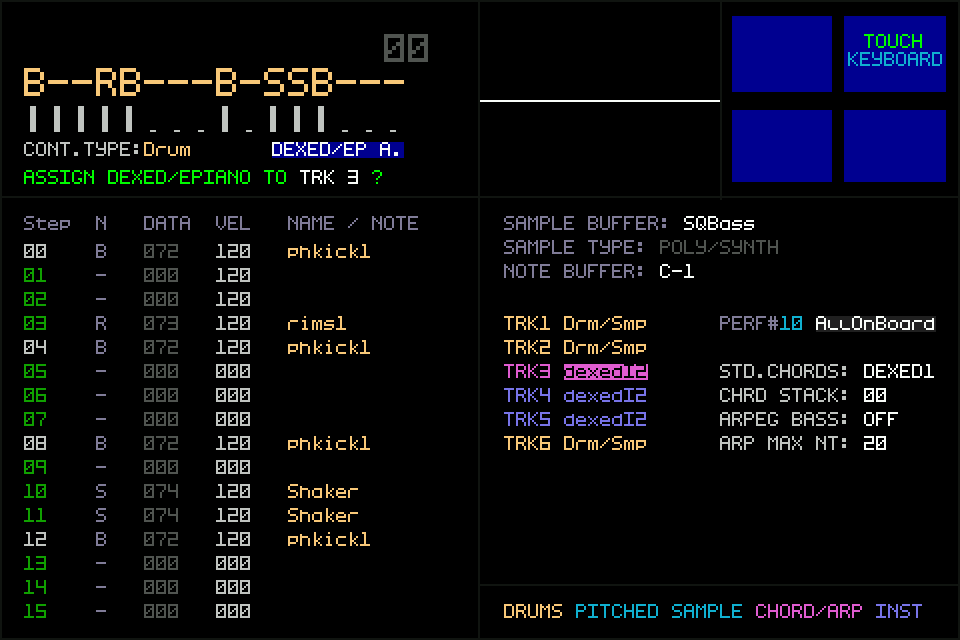 00
B--RB---B-SSB---
CONT.TYPE:Drum DEXED/EP A.
ASSIGN DEXED/EPIANO TO TRK 3 ?
TOUCH
KEYBOARD
Step N DATA VEL NAME / NOTE
00 B 072 120 phkick1
01 - 000 120
02 - 000 120
03 R 073 120 rims1
04 B 072 120 phkick1
05 - 000 000
06 - 000 000
07 - 000 000
08 B 072 120 phkick1
09 - 000 000
10 S 074 120 Shaker
11 S 074 120 Shaker
12 B 072 120 phkick1
13 - 000 000
14 - 000 000
15 - 000 000
SAMPLE BUFFER: SQBass
SAMPLE TYPE: POLY/SYNTH
NOTE BUFFER: C-1
TRK1 Drm/Smp PERF#10 AllOnBoard
TRK2 Drm/Smp
TRK3 dexedI2 STD.CHORDS: DEXED1
TRK4 dexedI2 CHRD STACK: 00
TRK5 dexedI2 ARPEG BASS: OFF
TRK6 Drm/Smp ARP MAX NT: 20
DRUMS PITCHED SAMPLE CHORD/ARP INST